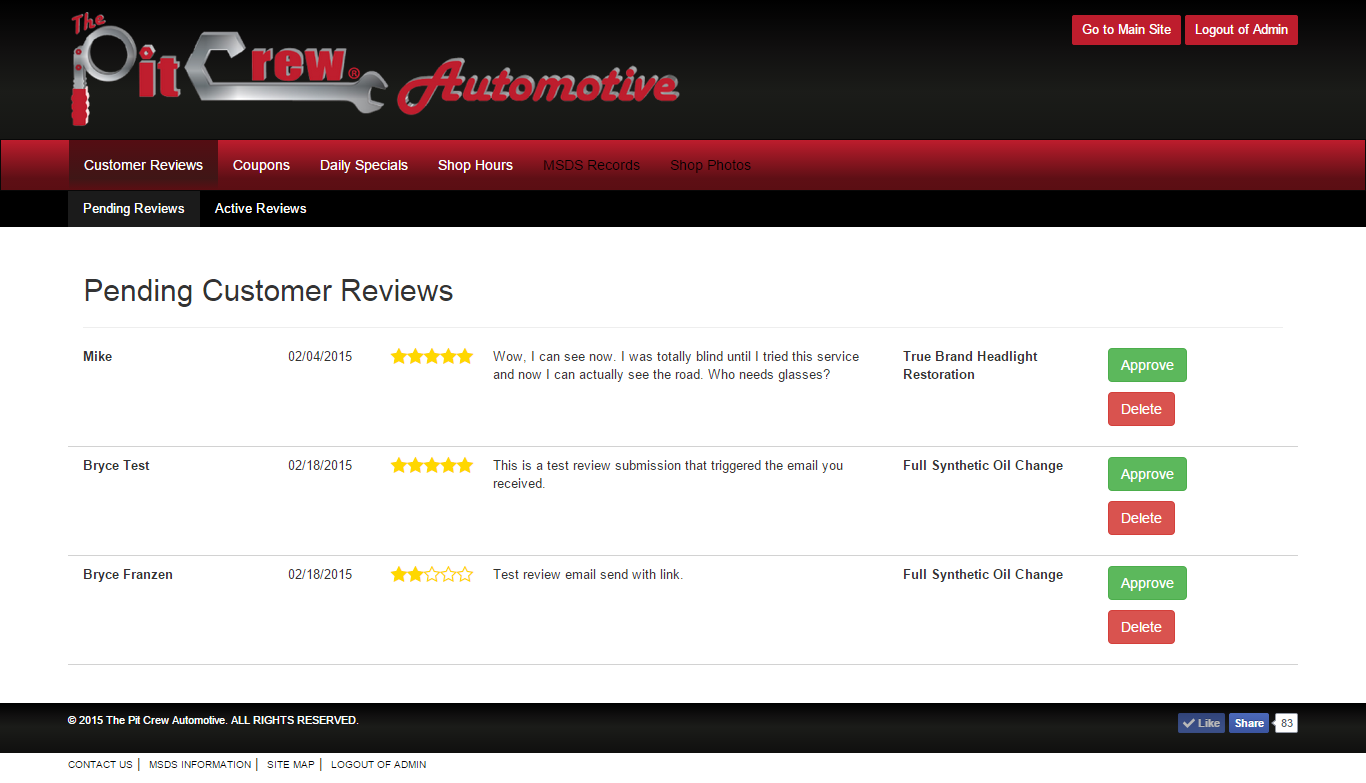 The
Pit Crew® Automotive
Go to Main Site Logout of Admin
Customer Reviews Coupons Daily Specials Shop Hours MSDS Records Shop Photos
Pending Reviews Active Reviews
Pending Customer Reviews
Mike 02/04/2015 Wow, I can see now. I was totally blind until I tried this service True Brand Headlight Approve
and now I can actually see the road. Who needs glasses? Restoration
Delete
Bryce Test 02/18/2015 This is a test review submission that triggered the email you Full Synthetic Oil Change Approve
received.
Delete
Bryce Franzen 02/18/2015 Test review email send with link. Full Synthetic Oil Change Approve
Delete
© 2015 The Pit Crew Automotive. ALL RIGHTS RESERVED. Like Share 83
CONTACT US | MSDS INFORMATION | SITE MAP | LOGOUT OF ADMIN